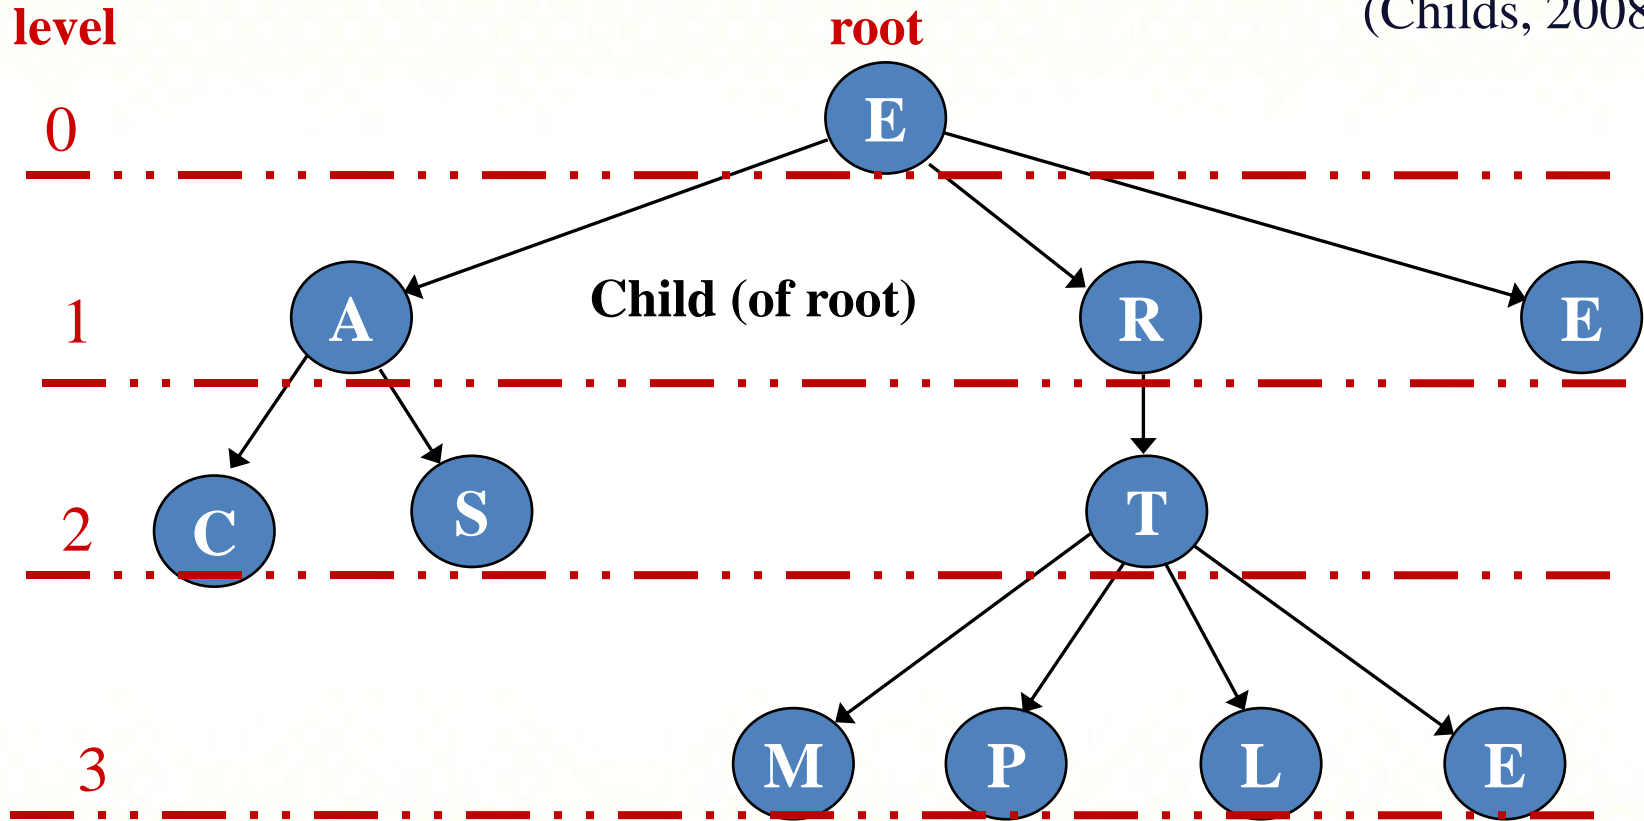 level root (Childs, 2008
0 E
1 A Child (of root) R E
2 C S T
3 M P L E